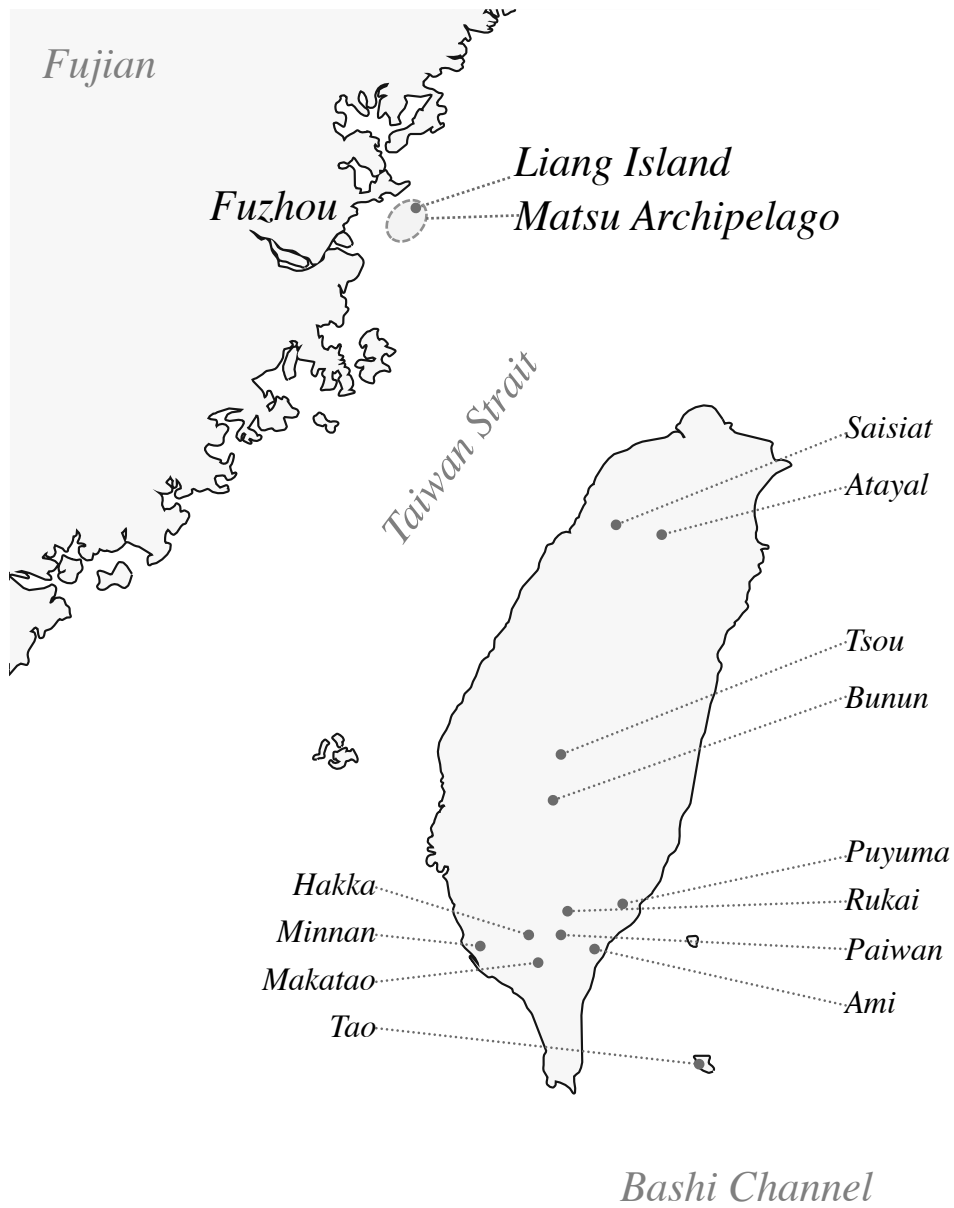 Fujian
Liang Island
Fuzhou
Matsu Archipelago
Taiwan Strait
Saisiat
Atayal
Tsou
Bunun
Puyuma
Hakka
Rukai
Minnan
Paiwan
Makatao
Ami
Tao
Bashi Channel